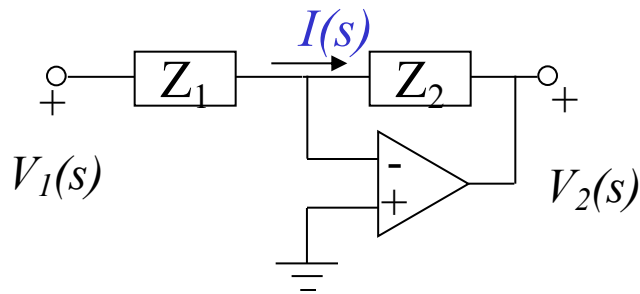 I(s)
Z1 Z2
+ +
V1(s) - V2(s)
+